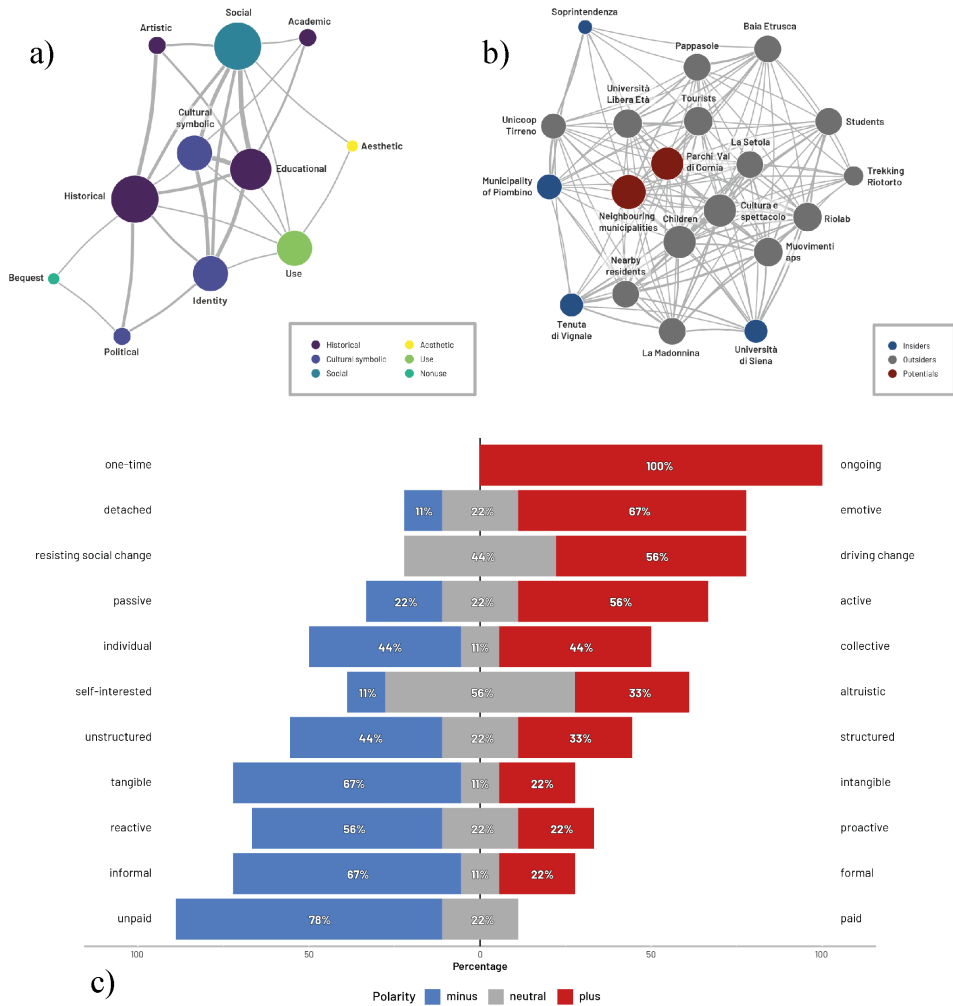 a)
Social
Artistic
Academic
Cultural
symbolic
Aesthetic
Educational
Historical
Use
Bequest
Identity
Political
Historical
Cultural symbolic
Social
Aesthetic
Use
Nonuse
b)
Soprintendenza
Baia Etrusca
Pappasole
Università
Libera Età
Tourists
Unicoop
Tirreno
Students
La Setola
Parchi Val
di Cornia
Trekking
Riotorto
Municipality
of Piombino
Neighbouring
municipalities
Children
Cultura e
spettacolo
Riolab
Muovimenti
aps
Nearby
residents
Tenuta
di Vignale
La Madonnina
Università
di Siena
Insiders
Outsiders
Potentials
one-time 100% ongoing
detached 11% 22% 67% emotive
resisting social change 44% 56% driving change
passive 22% 22% 56% active
individual 44% 11% 44% collective
self-interested 11% 56% 33% altruistic
unstructured 44% 22% 33% structured
tangible 67% 11% 22% intangible
reactive 56% 22% 22% proactive
informal 67% 11% 22% formal
unpaid 78% 22% paid
100 50 0 50 100
Percentage
c)
Polarity minus neutral plus